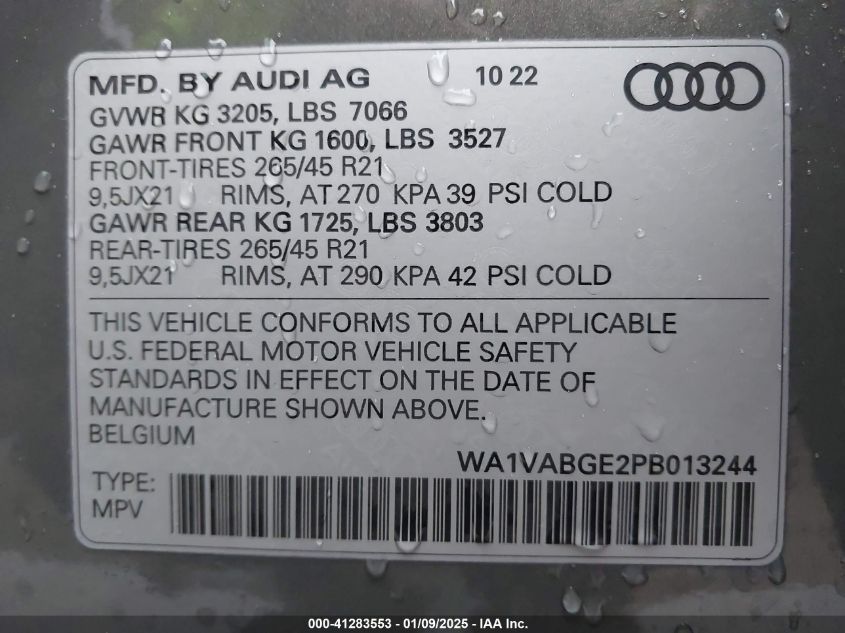 MFD. BY AUDI AG 10 22
GVWR KG 3205, LBS 7066
GAWR FRONT KG 1600, LBS 3527
FRONT-TIRES 265/45 R21
9,5JX21 RIMS, AT 270 KPA 39 PSI COLD
GAWR REAR KG 1725, LBS 3803
REAR-TIRES 265/45 R21
9,5JX21 RIMS, AT 290 KPA 42 PSI COLD
THIS VEHICLE CONFORMS TO ALL APPLICABLE
U.S. FEDERAL MOTOR VEHICLE SAFETY
STANDARDS IN EFFECT ON THE DATE OF
MANUFACTURE SHOWN ABOVE.
BELGIUM
WA1VABGE2PB013244
TYPE:
MPV
000-41283553 — 01/09/2025 — IAA Inc.